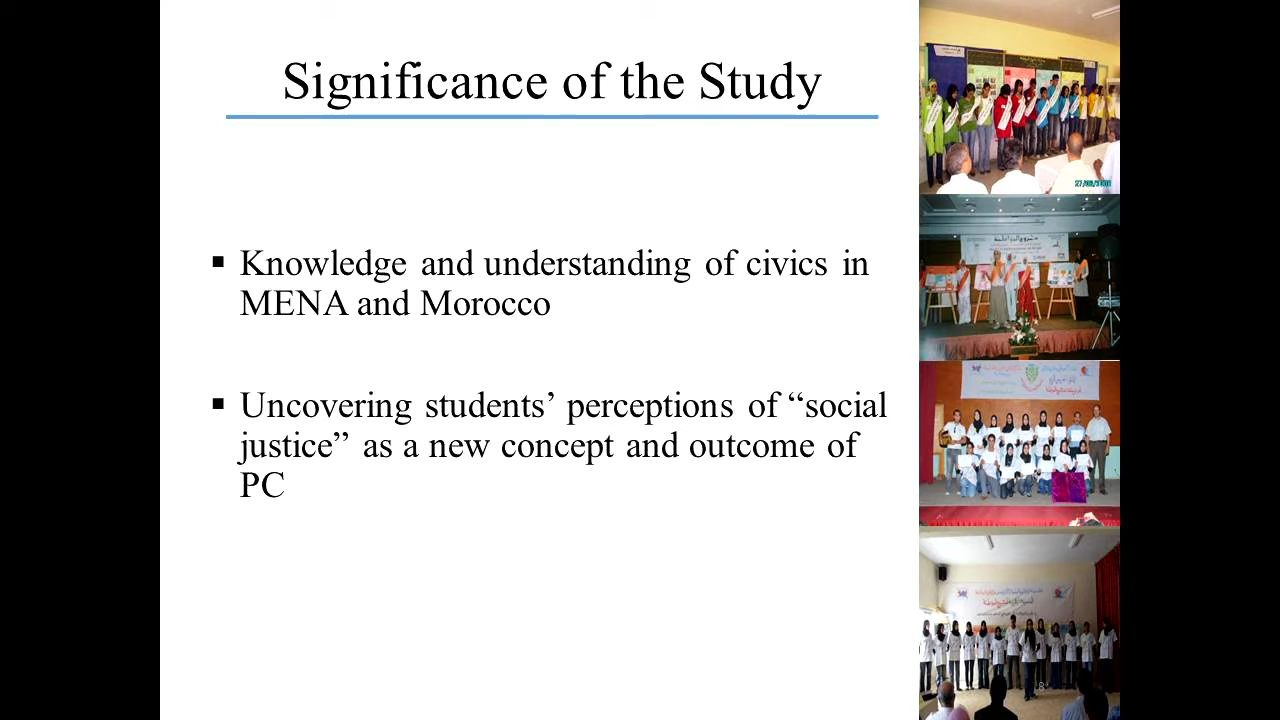 Significance of the Study
▪ Knowledge and understanding of civics in
MENA and Morocco
▪ Uncovering students’ perceptions of “social
justice” as a new concept and outcome of
PC
8